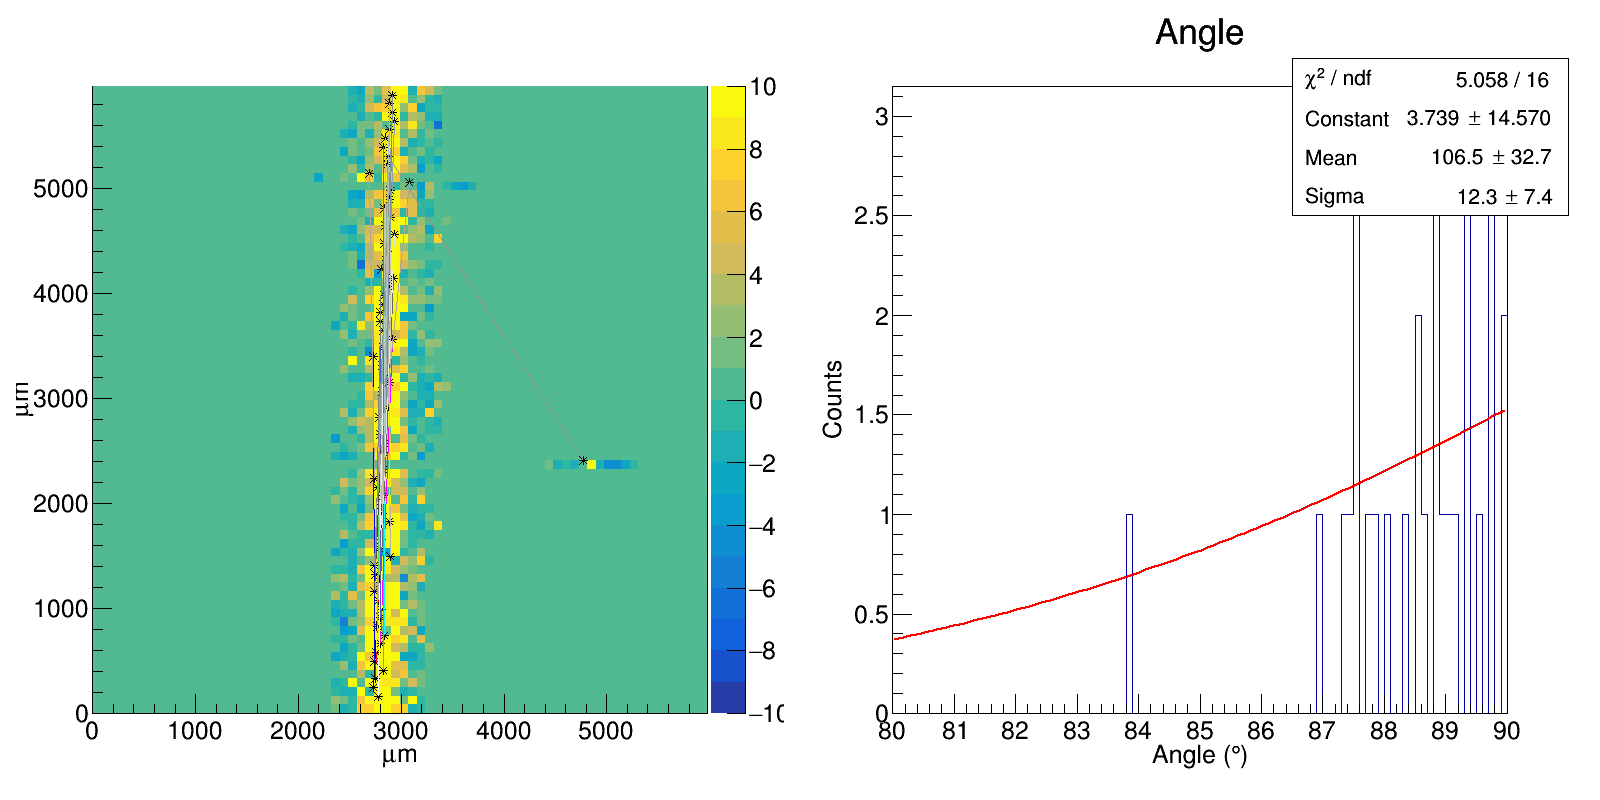 Angle
χ² / ndf 5.058 / 16
Constant 3.739 ± 14.570
Mean 106.5 ± 32.7
Sigma 12.3 ± 7.4
μm
5000
4000
3000
2000
1000
0
0 1000 2000 3000 4000 5000
μm
10
8
6
4
2
0
−2
−4
−6
−8
−10
Counts
3
2.5
2
1.5
1
0.5
0
80 81 82 83 84 85 86 87 88 89 90
Angle (°)